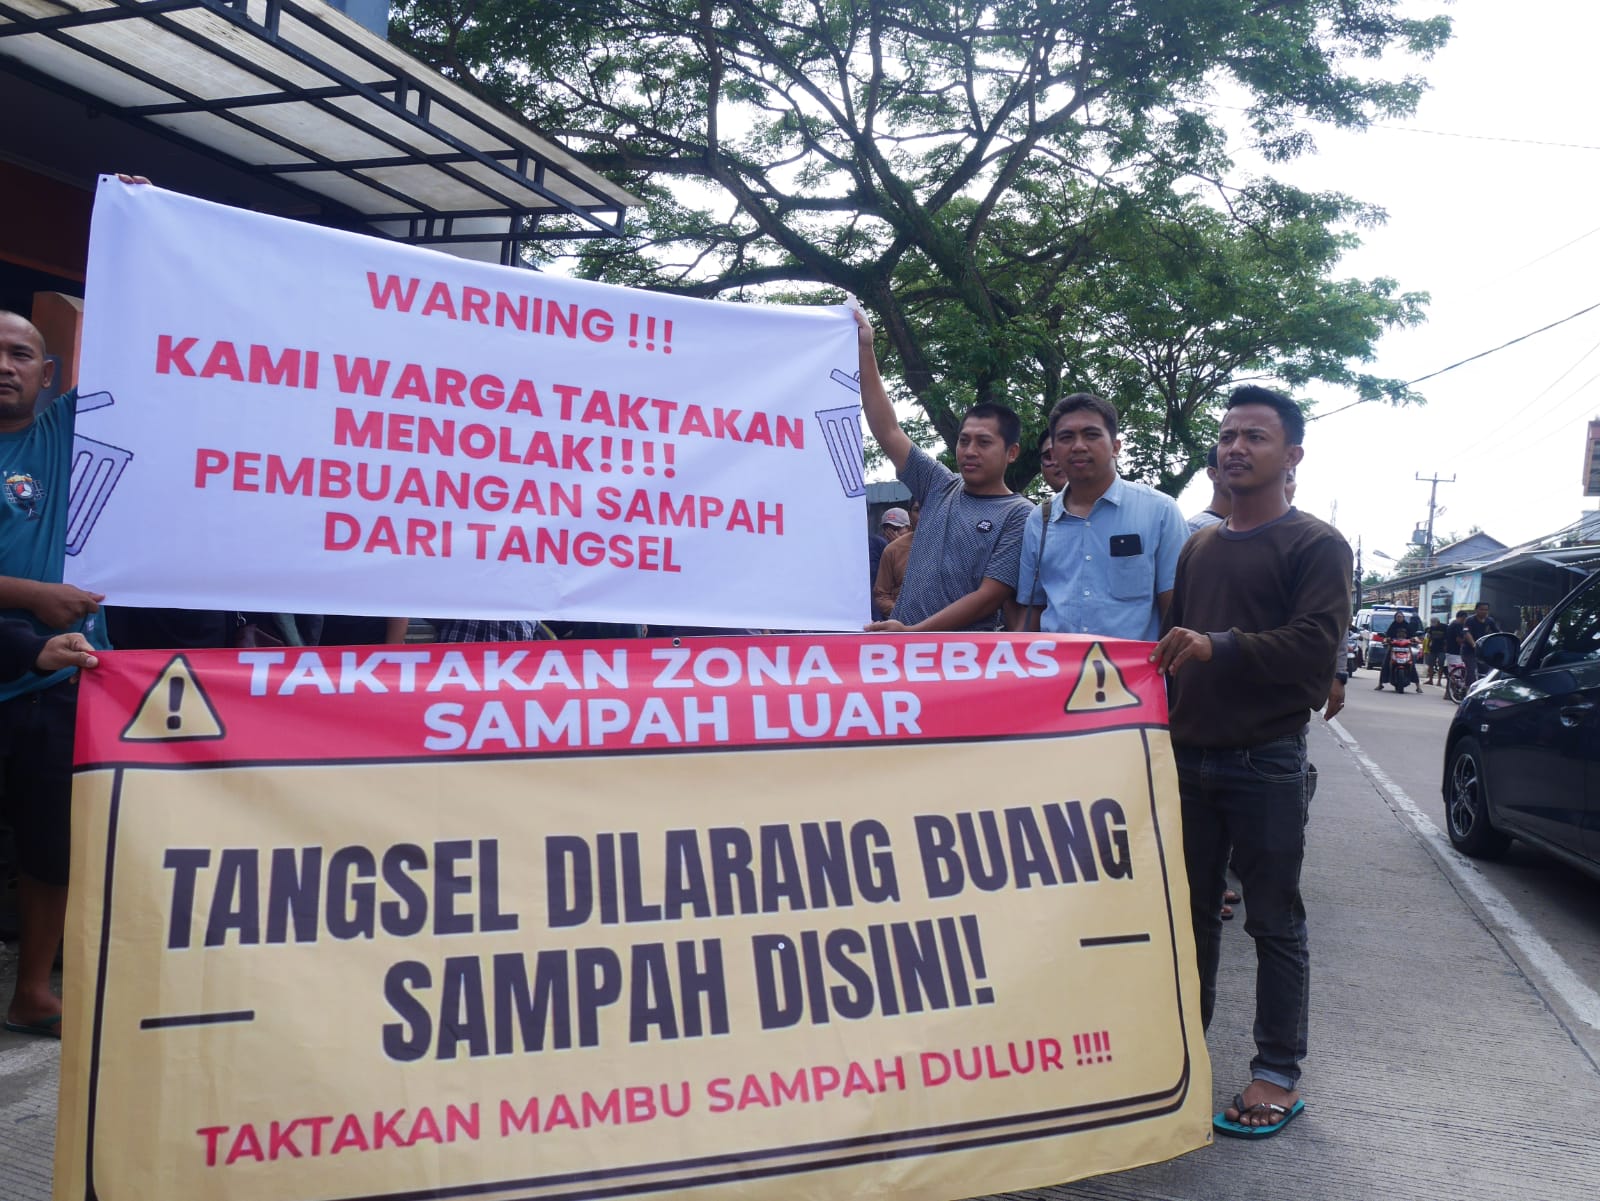 WARNING !!!
KAMI WARGA TAKTAKAN
MENOLAK!!!!
PEMBUANGAN SAMPAH
DARI TANGSEL
TAKTAKAN ZONA BEBAS
SAMPAH LUAR
TANGSEL DILARANG BUANG
SAMPAH DISINI!
TAKTAKAN MAMBU SAMPAH DULUR !!!!